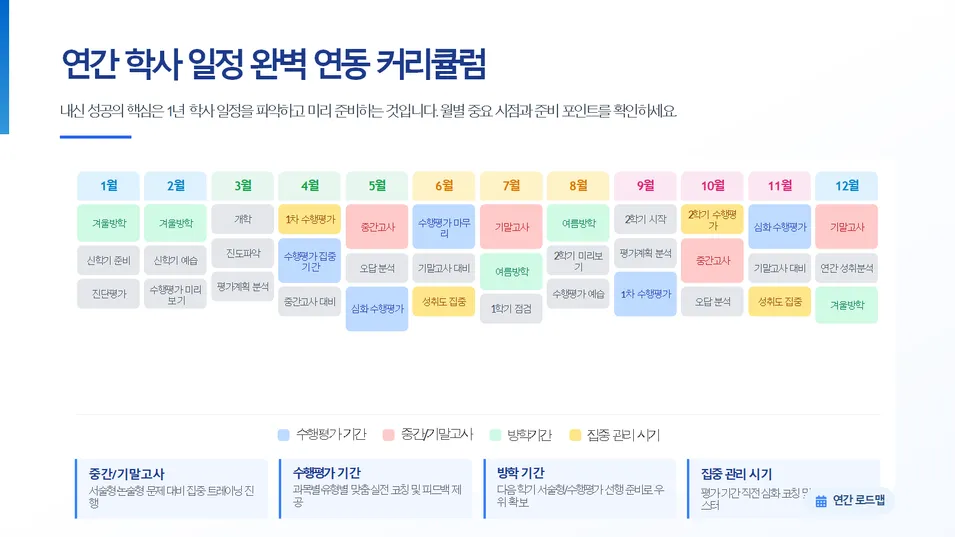 연간 학사 일정 완벽 연동 커리큘럼
내신 성공의 핵심은 1년 학사 일정을 파악하고 미리 준비하는 것입니다. 월별 중요 시점과 준비 포인트를 확인하세요.
1월
2월
3월
4월
5월
6월
7월
8월
9월
10월
11월
12월
겨울방학
신학기 준비
진단평가
겨울방학
신학기 예습
수행평가 미리
보기
개학
진도파악
평가계획 분석
1차 수행평가
수행평가 집중
기간
중간고사 대비
중간고사
오답 분석
심화 수행평가
수행평가 마무
리
기말고사 대비
성취도 집중
기말고사
여름방학
1학기 점검
여름방학
2학기 미리보
기
수행평가 예습
2학기 시작
평가계획 분석
1차 수행평가
2학기 수행평
가
중간고사
오답 분석
심화 수행평가
기말고사 대비
성취도 집중
기말고사
연간 성취분석
겨울방학
수행평가 기간
중간/기말고사
방학기간
집중 관리 시기
중간/기말고사
서술형·논술형 문제 대비 집중 트레이닝 진
행
수행평가 기간
과목별·유형별 맞춤 실전 코칭 및 피드백 제
공
방학 기간
다음 학기 서술형/수행평가 선행 준비로 우
위 확보
집중 관리 시기
평가 기간 직전 심화 코칭 및
스터
연간 로드맵